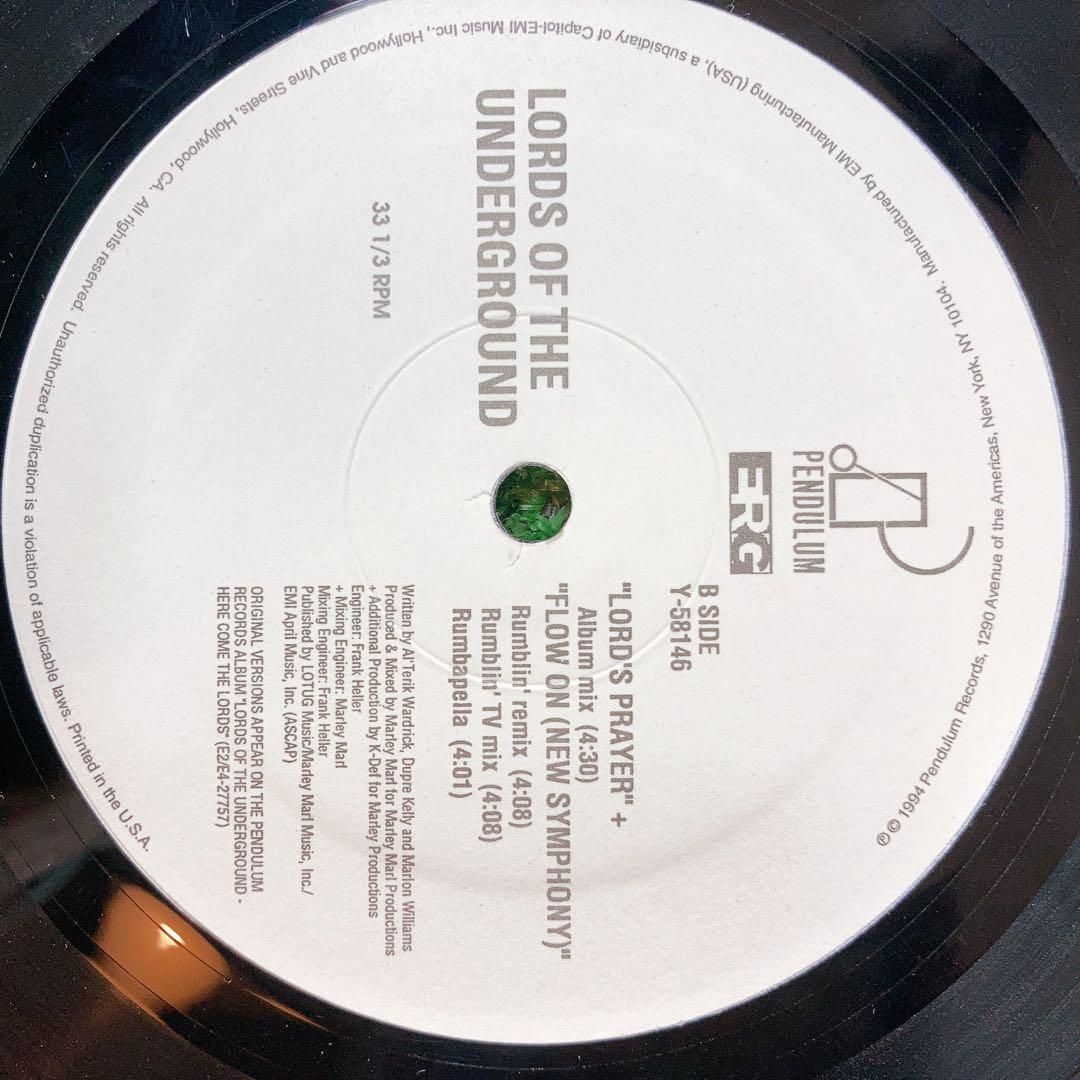 PENDULUM
ERG
B SIDE
Y-58146
LORDS OF THE
UNDERGROUND
33 1/3 RPM
"LORD'S PRAYER" +
Album mix (4:30)
"FLOW ON (NEW SYMPHONY)"
Rumblin' remix (4:08)
Rumblin' TV mix (4:08)
Rumbapella (4:01)
Written by Al'Terik Wardrick, Dupre Kelly and Marlon Williams
Produced & Mixed by Marley Marl for Marley Marl Productions
+ Additional Production by K-Def for Marley Productions
Engineer: Frank Heller
+ Mixing Engineer: Marley Marl
Mixing Engineer: Frank Heller
Published by LOTUG Music/Marley Marl Music, Inc./
EMI April Music, Inc. (ASCAP)
ORIGINAL VERSIONS APPEAR ON THE PENDULUM
RECORDS ALBUM "LORDS OF THE UNDERGROUND -
HERE COME THE LORDS" (E2/E4-27757)
℗ © 1994 Pendulum Records, 1290 Avenue of the Americas, New York, NY 10104. Manufactured by EMI Manufacturing (USA), a subsidiary of Capitol-EMI Music Inc., Hollywood and Vine Streets, Hollywood, CA. All rights reserved. Unauthorized duplication is a violation of applicable laws. Printed in the U.S.A.